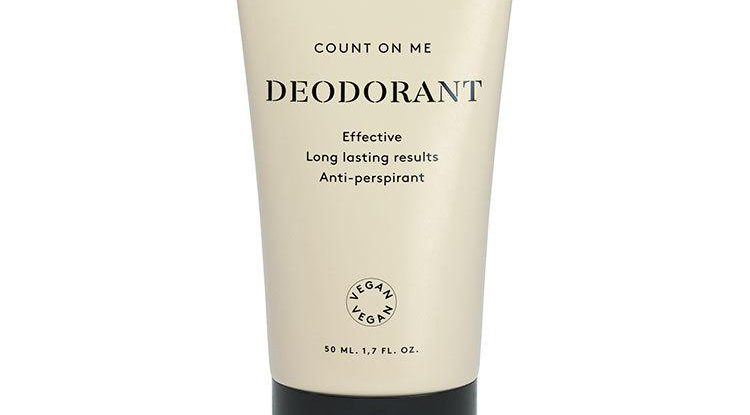 COUNT ON ME
DEODORANT
Effective
Long lasting results
Anti-perspirant
VEGAN
VEGAN
50 ML. 1,7 FL. OZ.